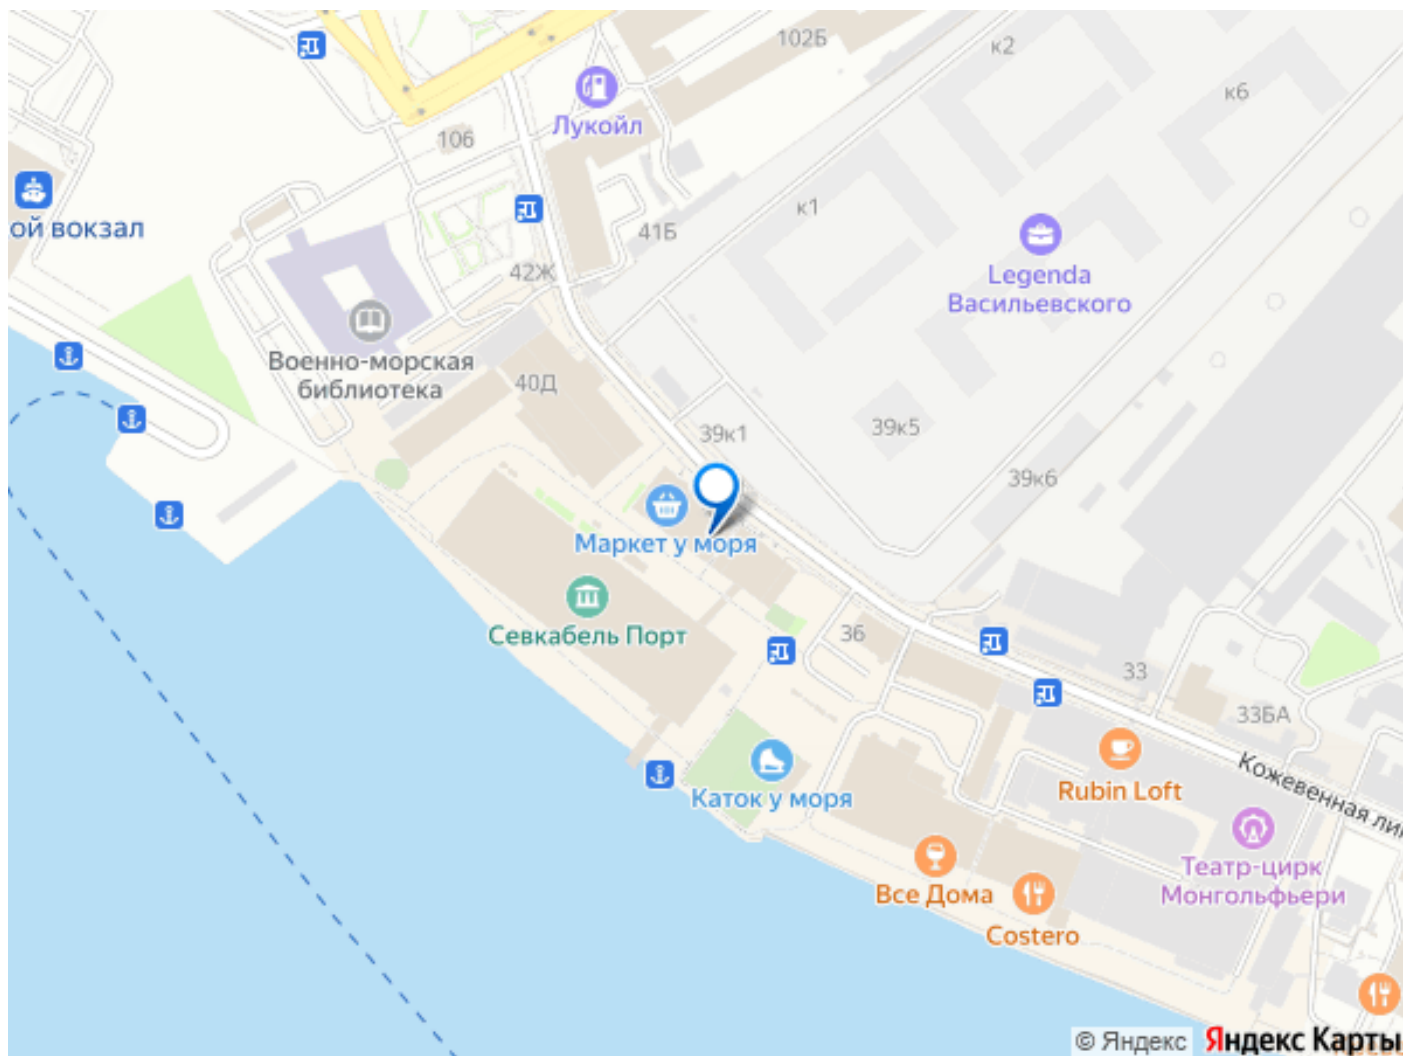 102Б
к2
к6
Лукойл
106
ой вокзал
41Б
к1
42Ж
Legenda
Васильевского
Военно-морская
библиотека
40Д
39к1
39к5
39к6
Маркет у моря
Севкабель Порт
36
33
33БА
Каток у моря
Rubin Loft
Кожевенная ли
Театр-цирк
Монгольфьери
Все Дома
Costero
© Яндекс Яндекс Карты